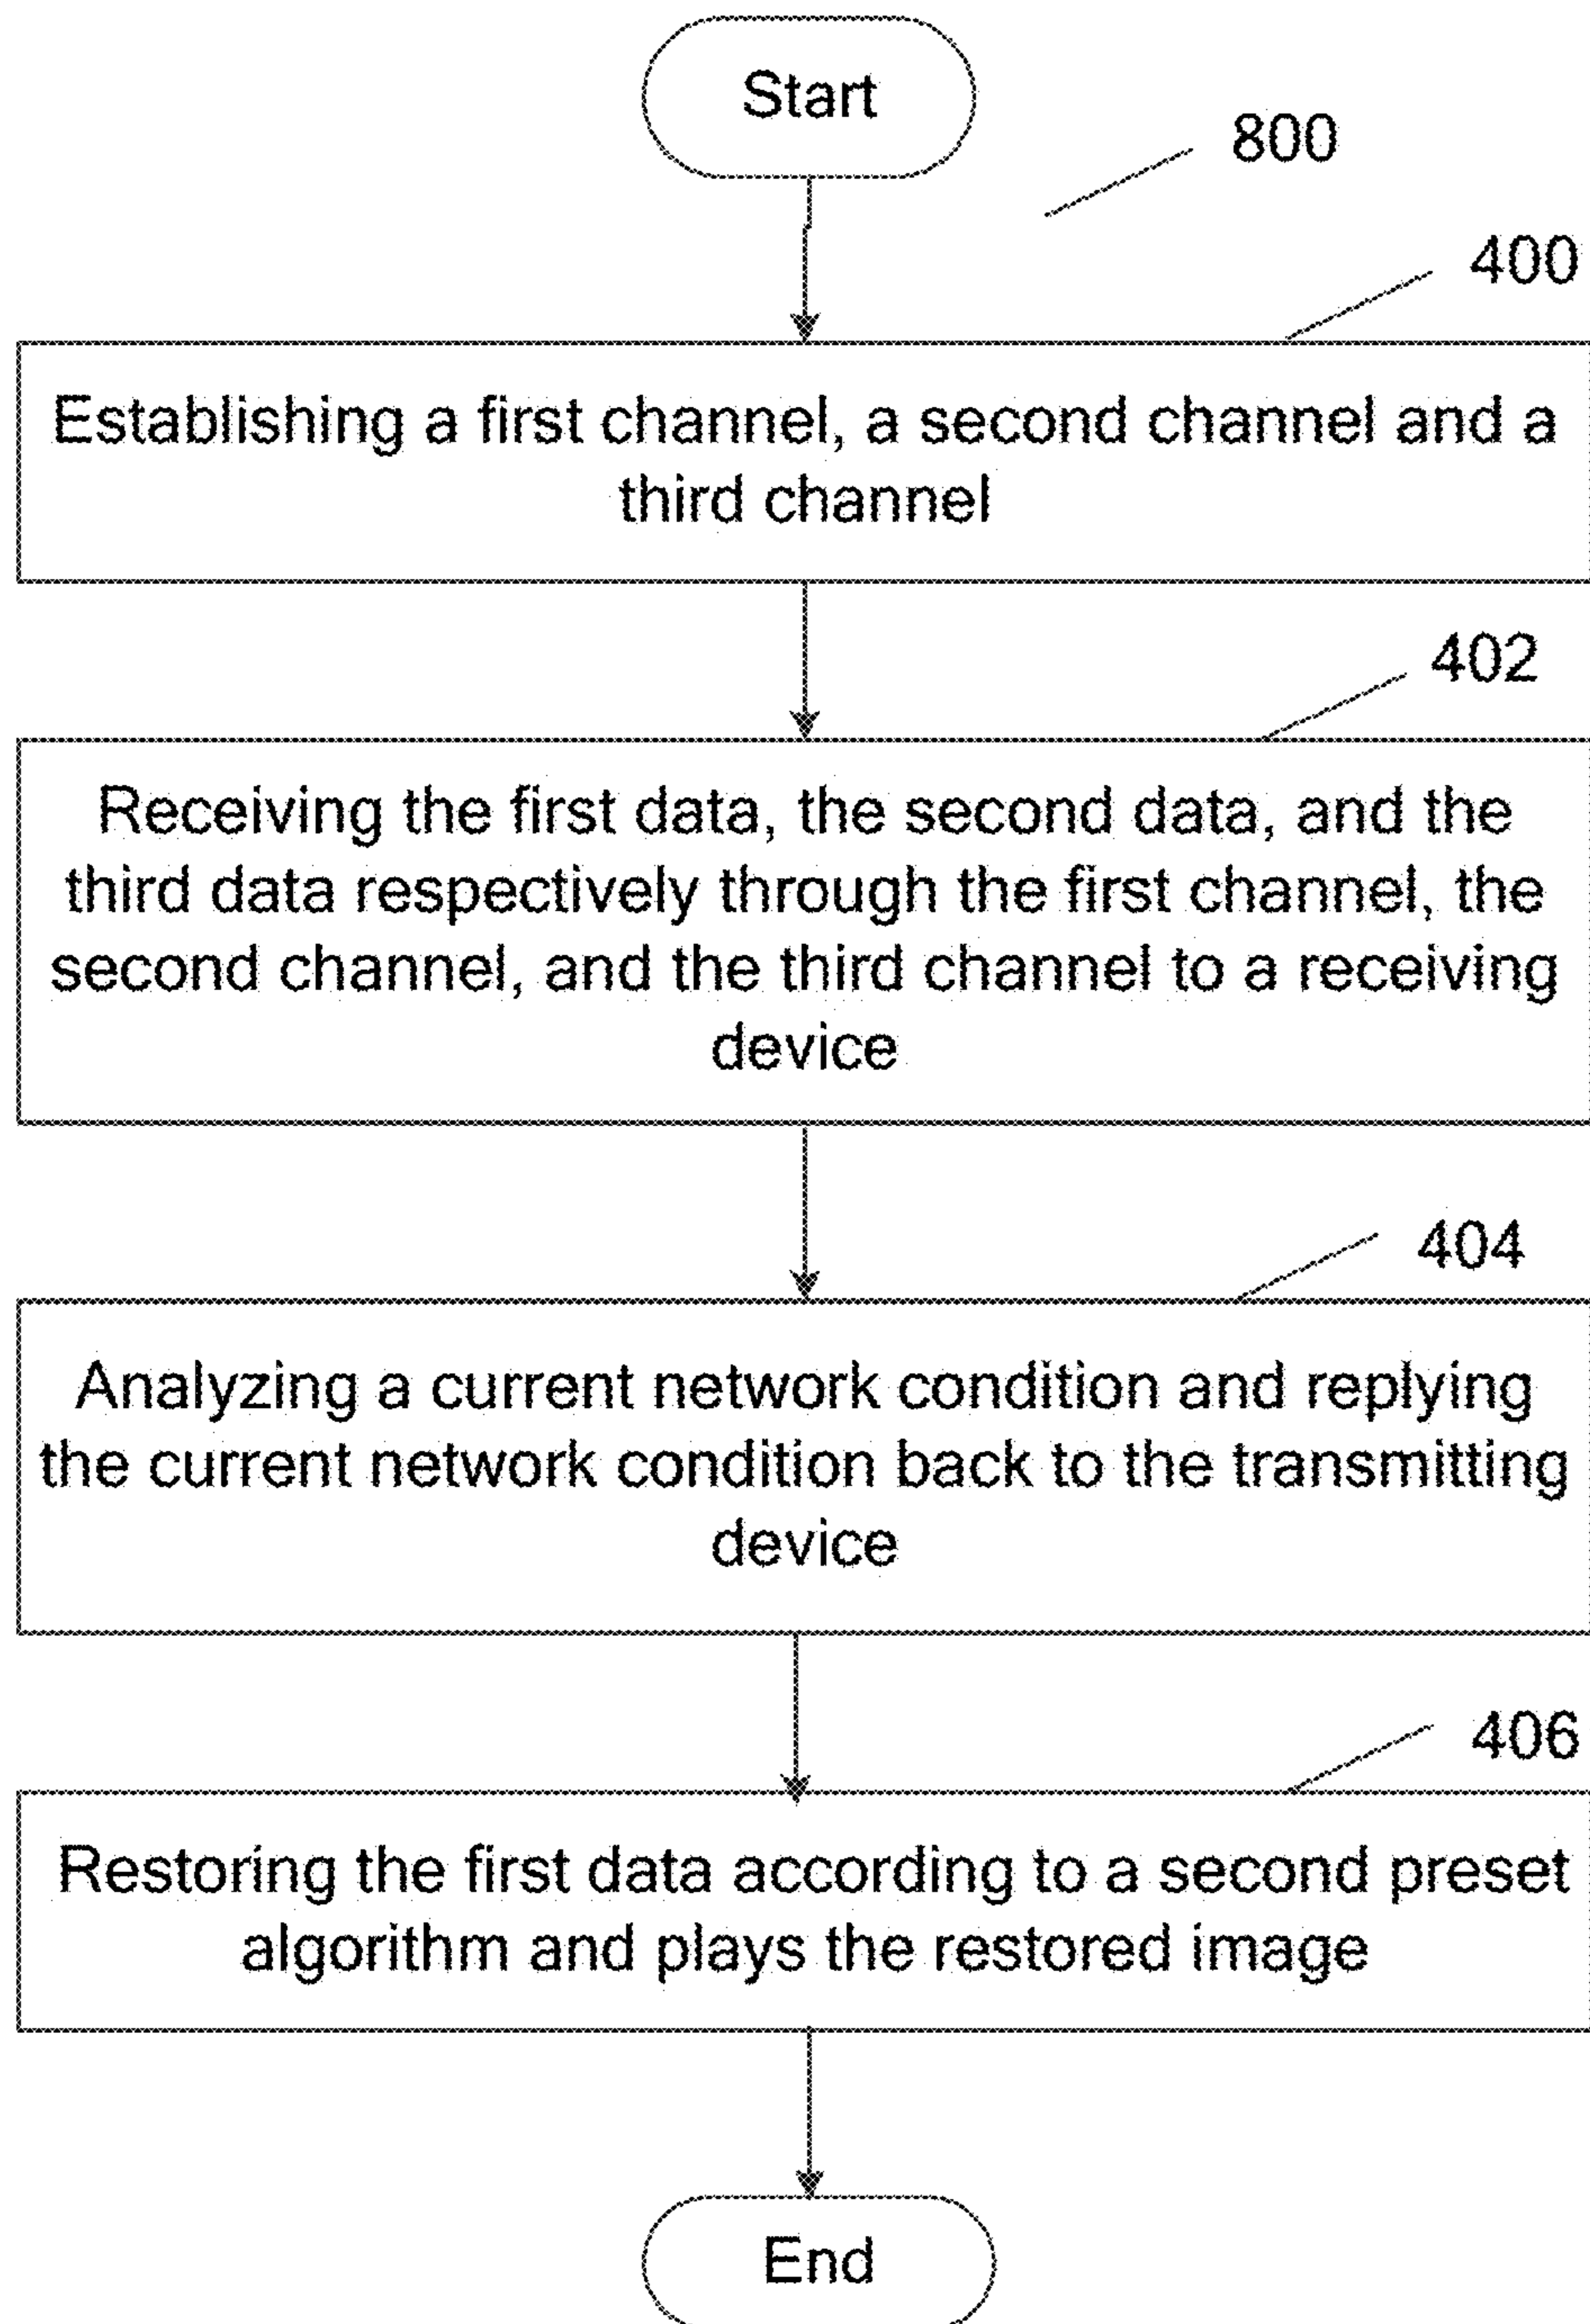 Start
800
400
Establishing a first channel, a second channel and a
third channel
402
Receiving the first data, the second data, and the
third data respectively through the first channel, the
second channel, and the third channel to a receiving
device
404
Analyzing a current network condition and replying
the current network condition back to the transmitting
device
406
Restoring the first data according to a second preset
algorithm and plays the restored image
End